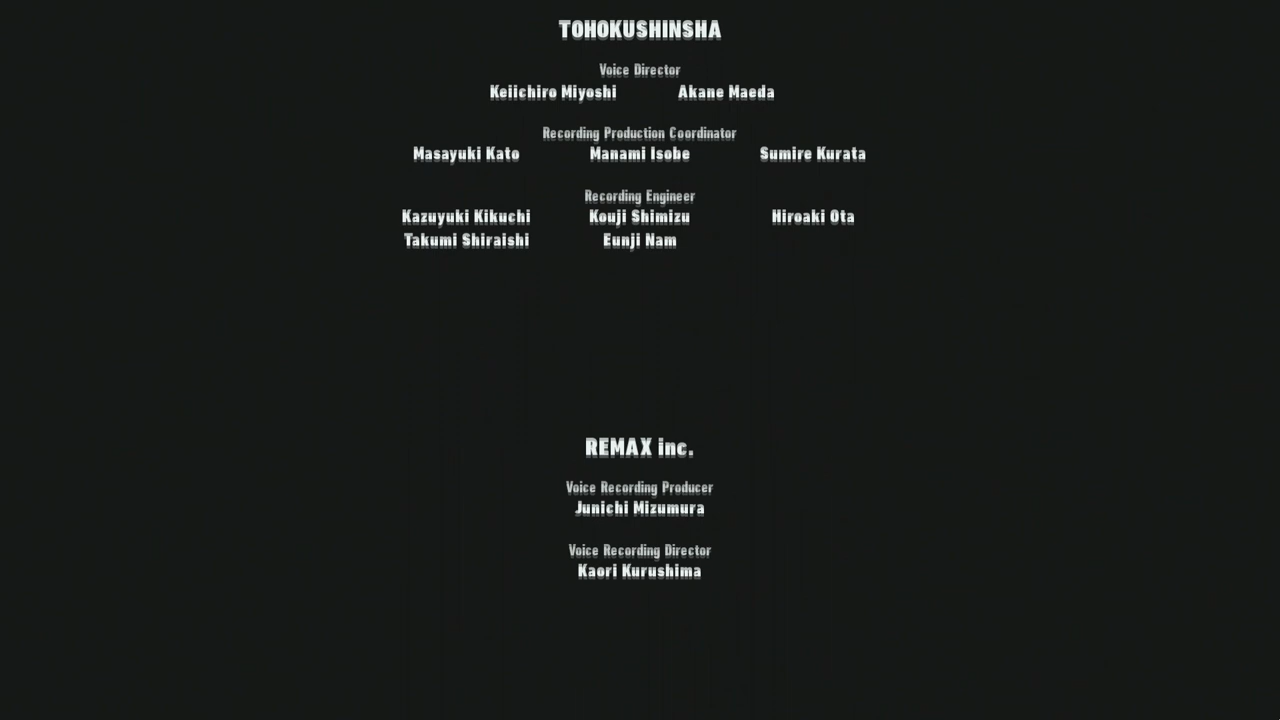 TOHOKUSHINSHA
Voice Director
Keiichiro Miyoshi Akane Maeda
Recording Production Coordinator
Masayuki Kato Manami Isobe Sumire Kurata
Recording Engineer
Kazuyuki Kikuchi Kouji Shimizu Hiroaki Ota
Takumi Shiraishi Eunji Nam
REMAX inc.
Voice Recording Producer
Junichi Mizumura
Voice Recording Director
Kaori Kurushima